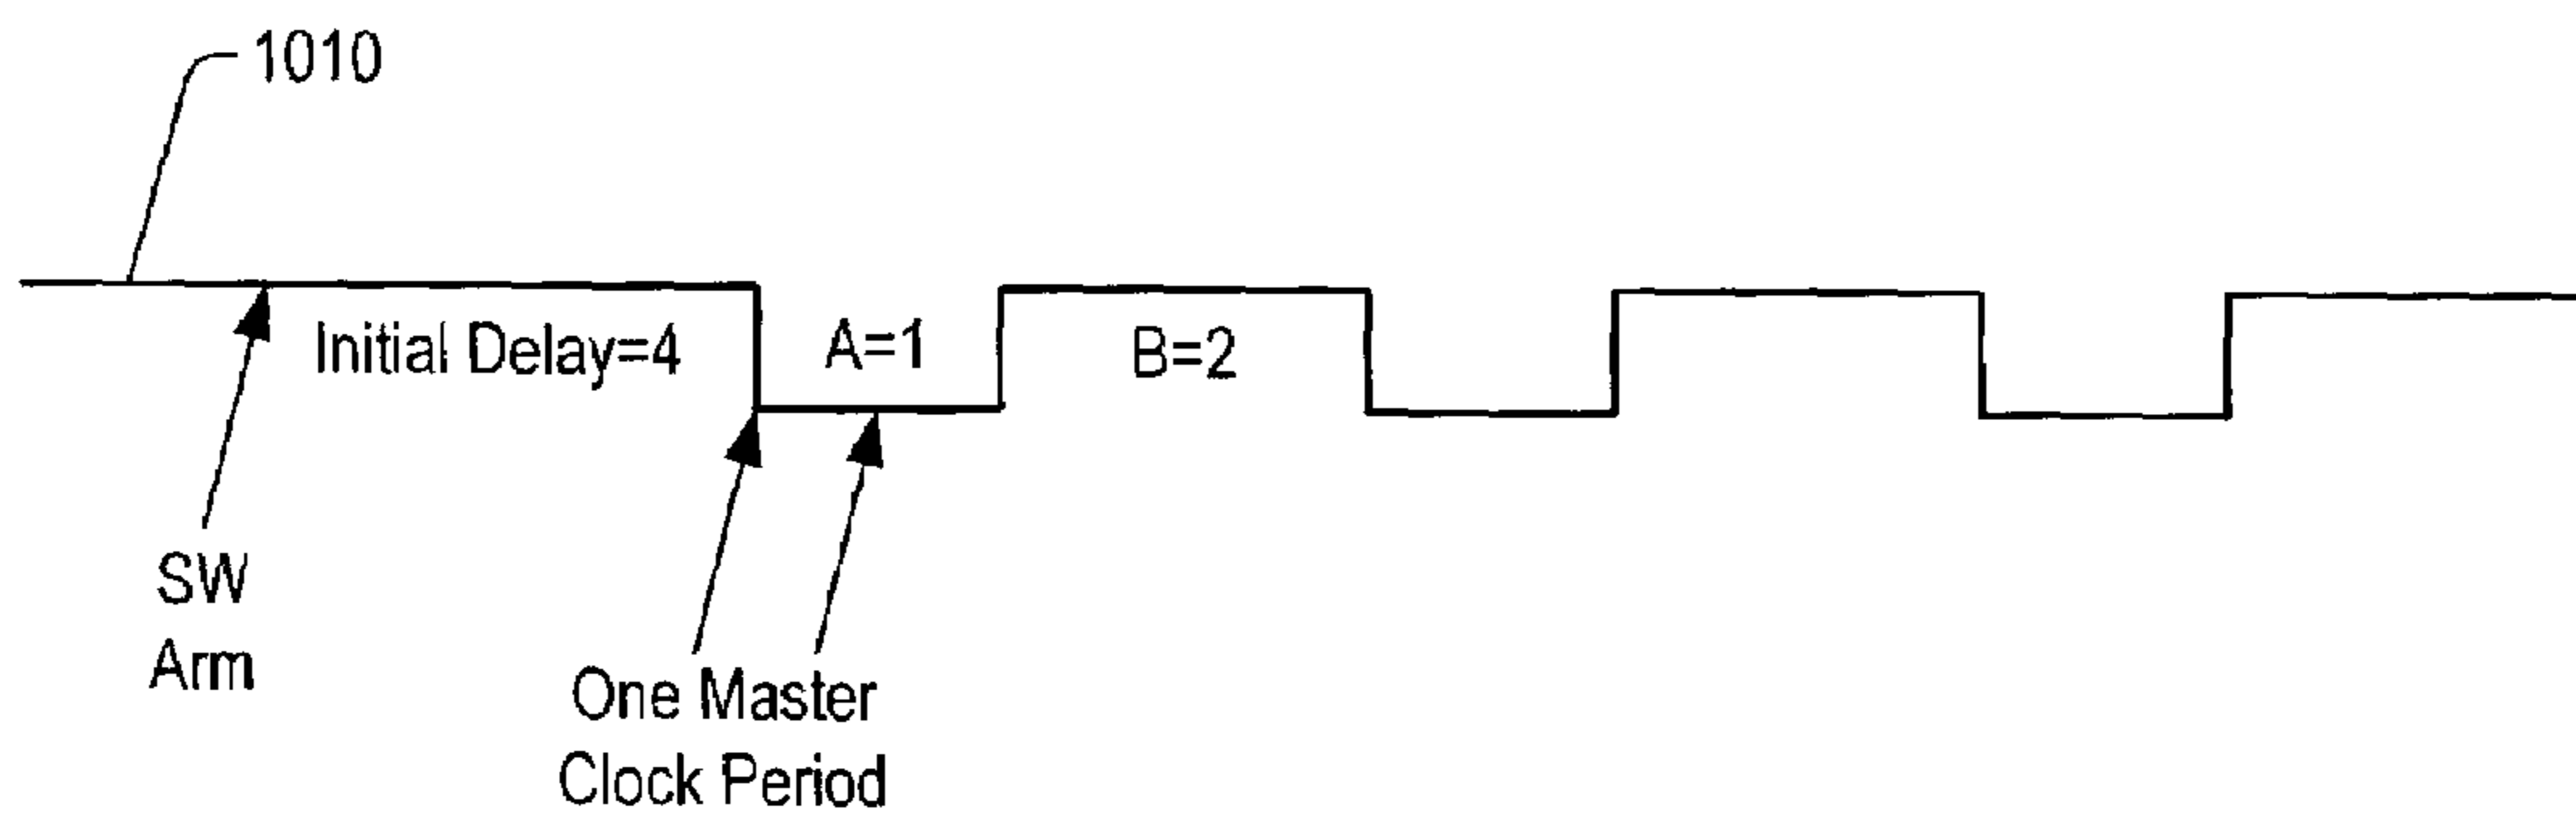 1010
Initial Delay=4
A=1
B=2
SW
Arm
One Master
Clock Period